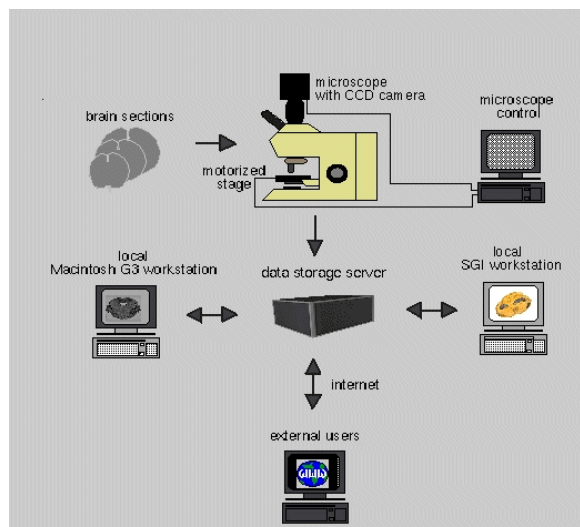 microscope
with CCD camera
microscope
control
brain sections
motorized
stage
local
Macintosh G3 workstation
data storage server
local
SGI workstation
internet
external users
WWW